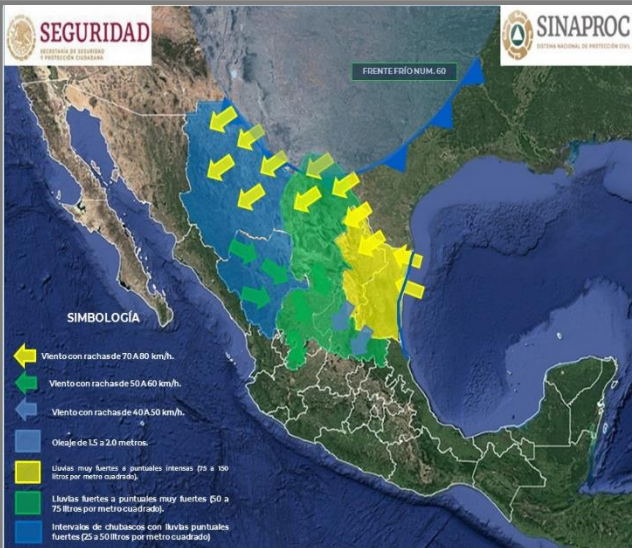 SEGURIDAD
SECRETARÍA DE SEGURIDAD
Y PROTECCIÓN CIUDADANA
SINAPROC
SISTEMA NACIONAL DE PROTECCIÓN CIVIL
FRENTE FRÍO NUM. 60
SIMBOLOGÍA
Viento con rachas de 70 A 80 km/h.
Viento con rachas de 50 A 60 km/h.
Viento con rachas de 40 A 50 km/h.
Oleaje de 1.5 a 2.0 metros.
Lluvias muy fuertes a puntuales intensas (75 a 150
litros por metro cuadrado).
Lluvias fuertes a puntuales muy fuertes (50 a
75 litros por metro cuadrado).
Intervalos de chubascos con lluvias puntuales
fuertes (25 a 50 litros por metro cuadrado)